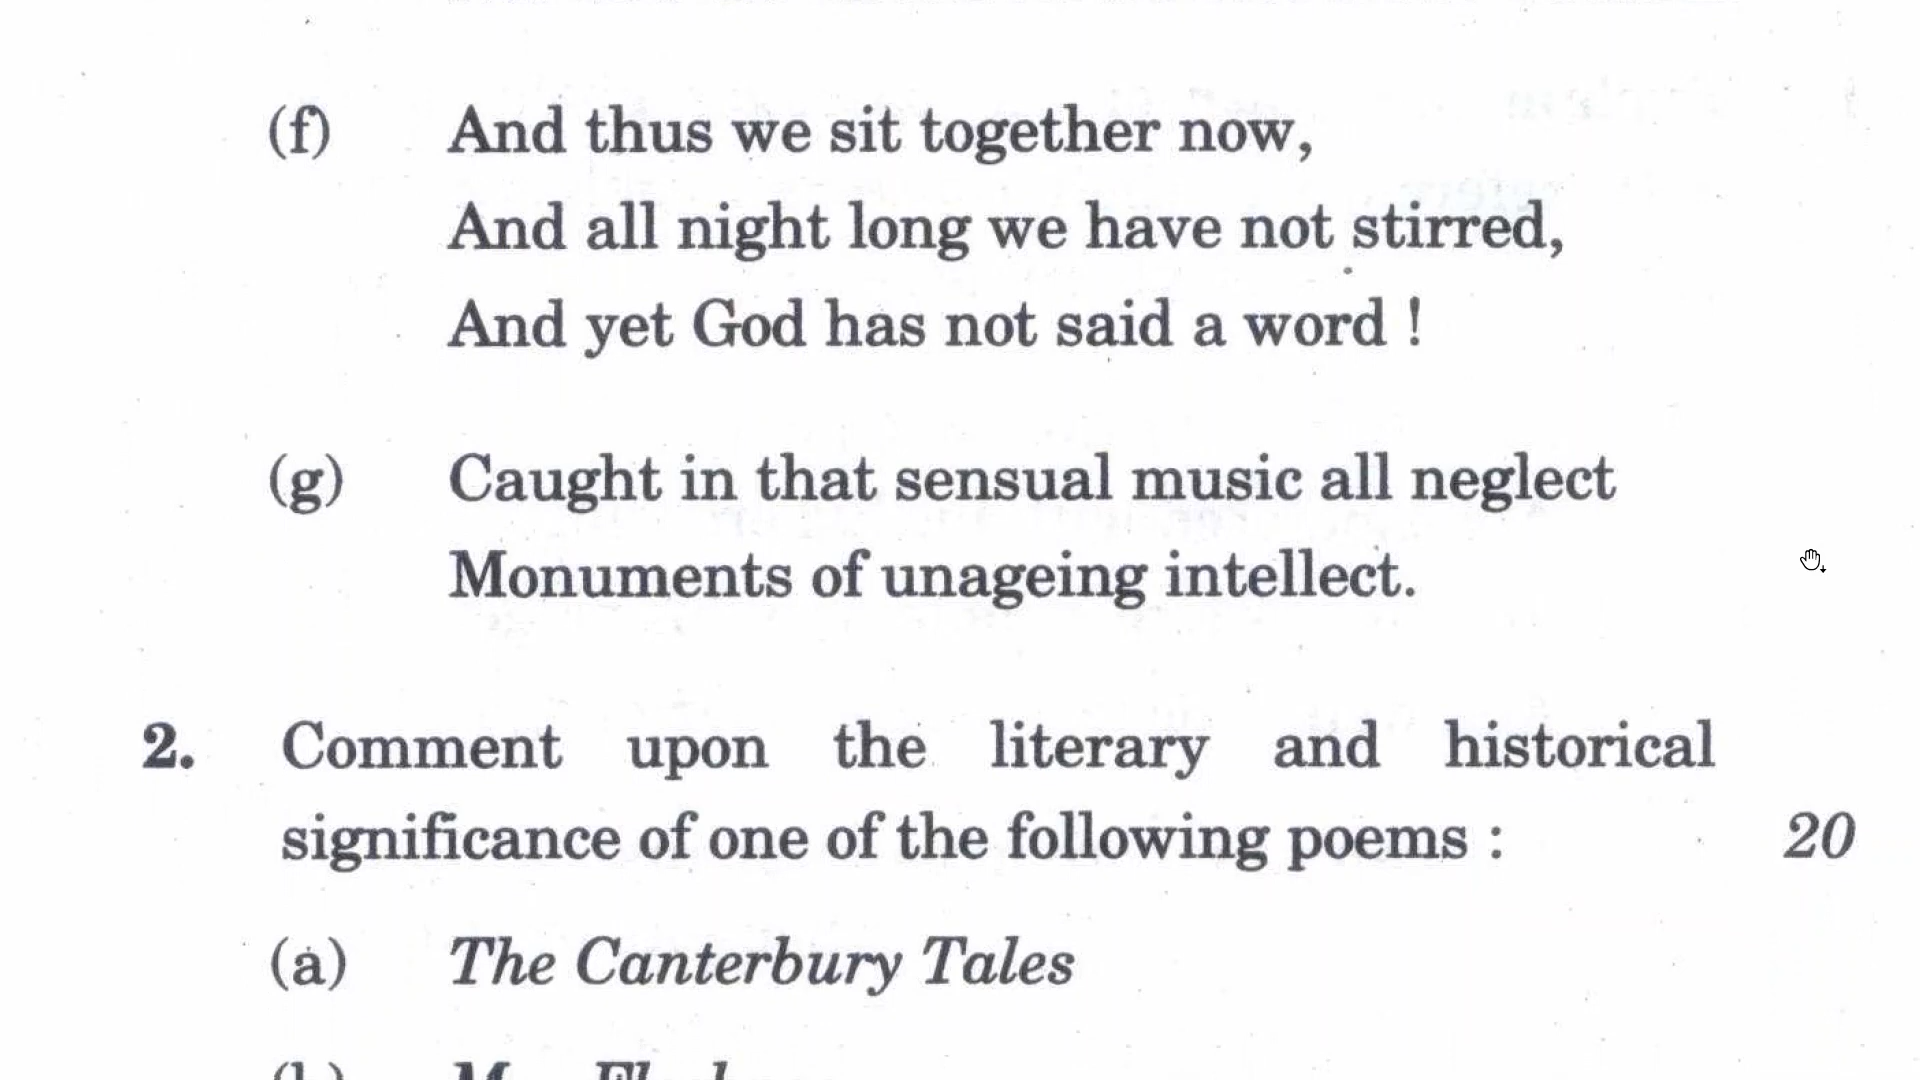 (f) And thus we sit together now,
And all night long we have not stirred,
And yet God has not said a word !
(g) Caught in that sensual music all neglect
Monuments of unageing intellect.
2. Comment upon the literary and historical
significance of one of the following poems : 20
(a) The Canterbury Tales